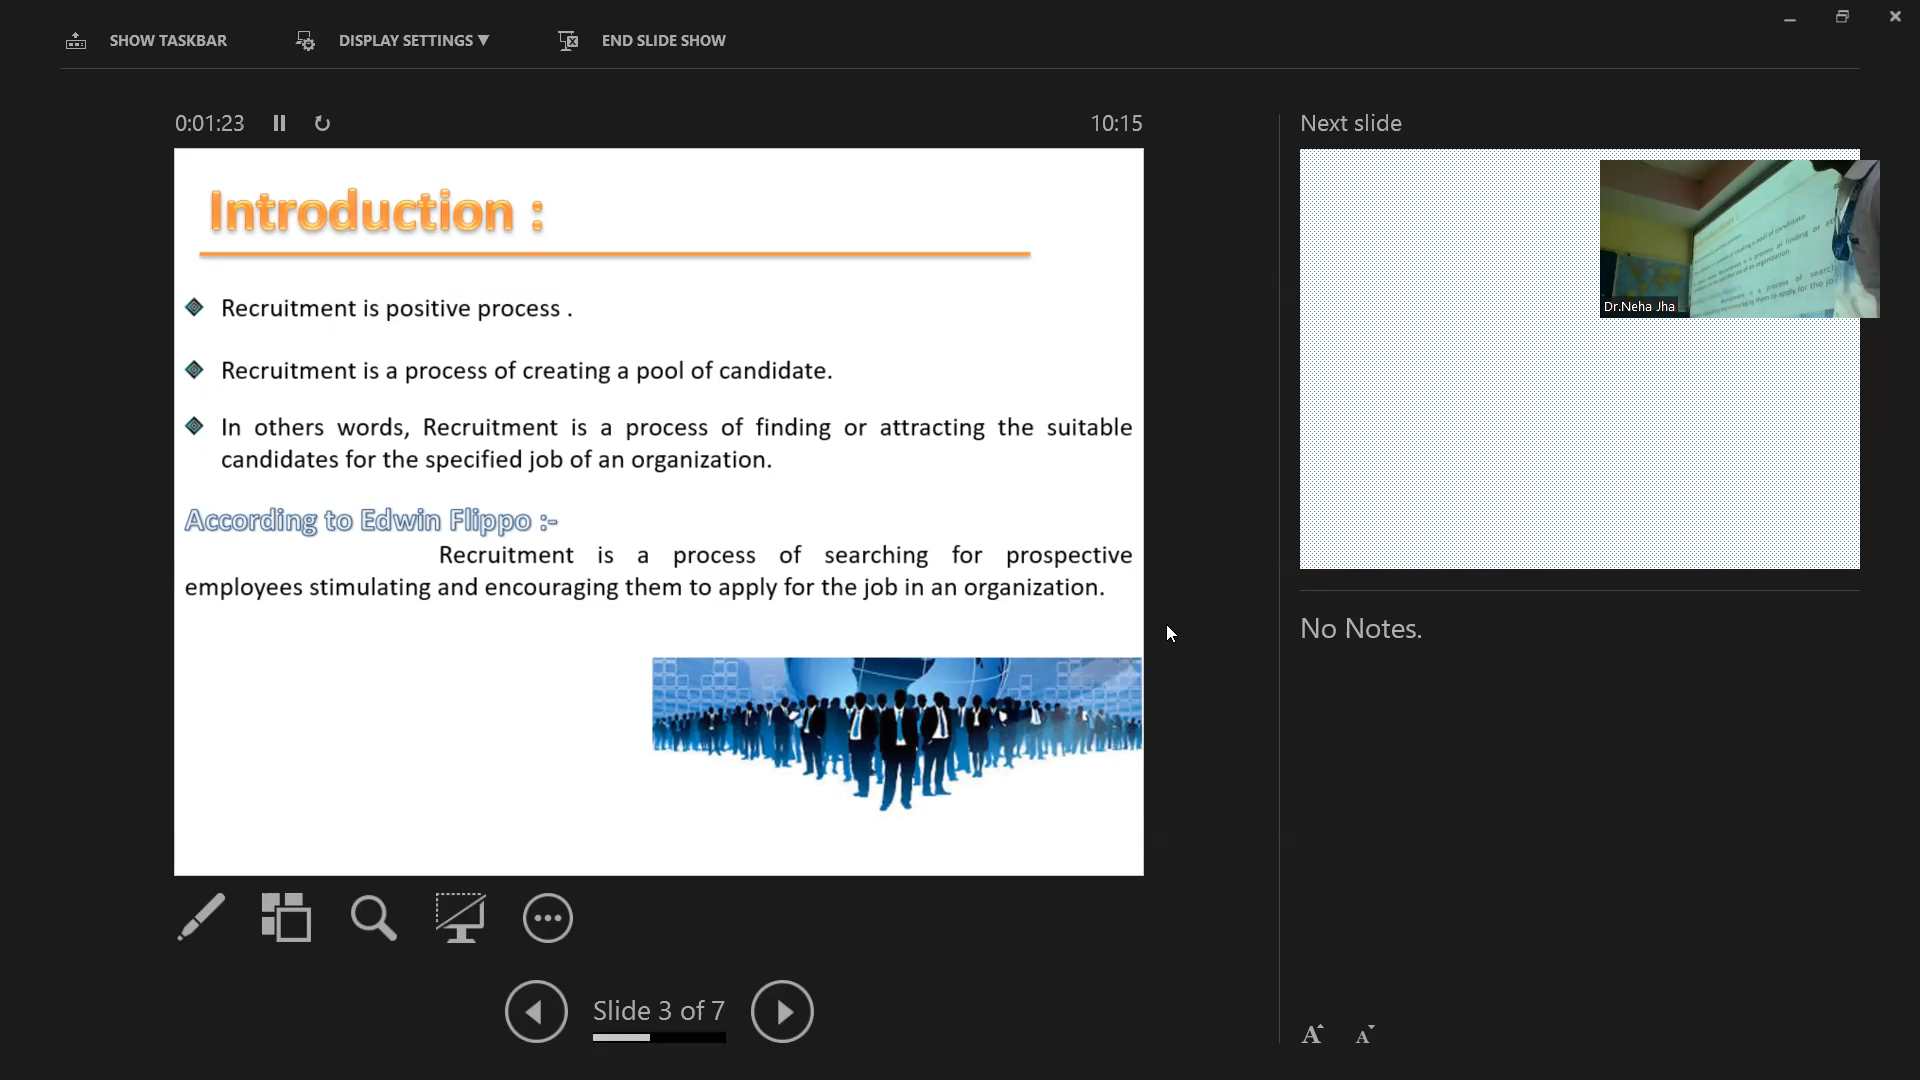 SHOW TASKBAR
DISPLAY SETTINGS ▼
END SLIDE SHOW
0:01:23
10:15
Introduction :
Recruitment is positive process .
Recruitment is a process of creating a pool of candidate.
In others words, Recruitment is a process of finding or attracting the suitable
candidates for the specified job of an organization.
According to Edwin Flippo :-
Recruitment is a process of searching for prospective
employees stimulating and encouraging them to apply for the job in an organization.
Slide 3 of 7
Next slide
Dr.Neha Jha
No Notes.
A
A